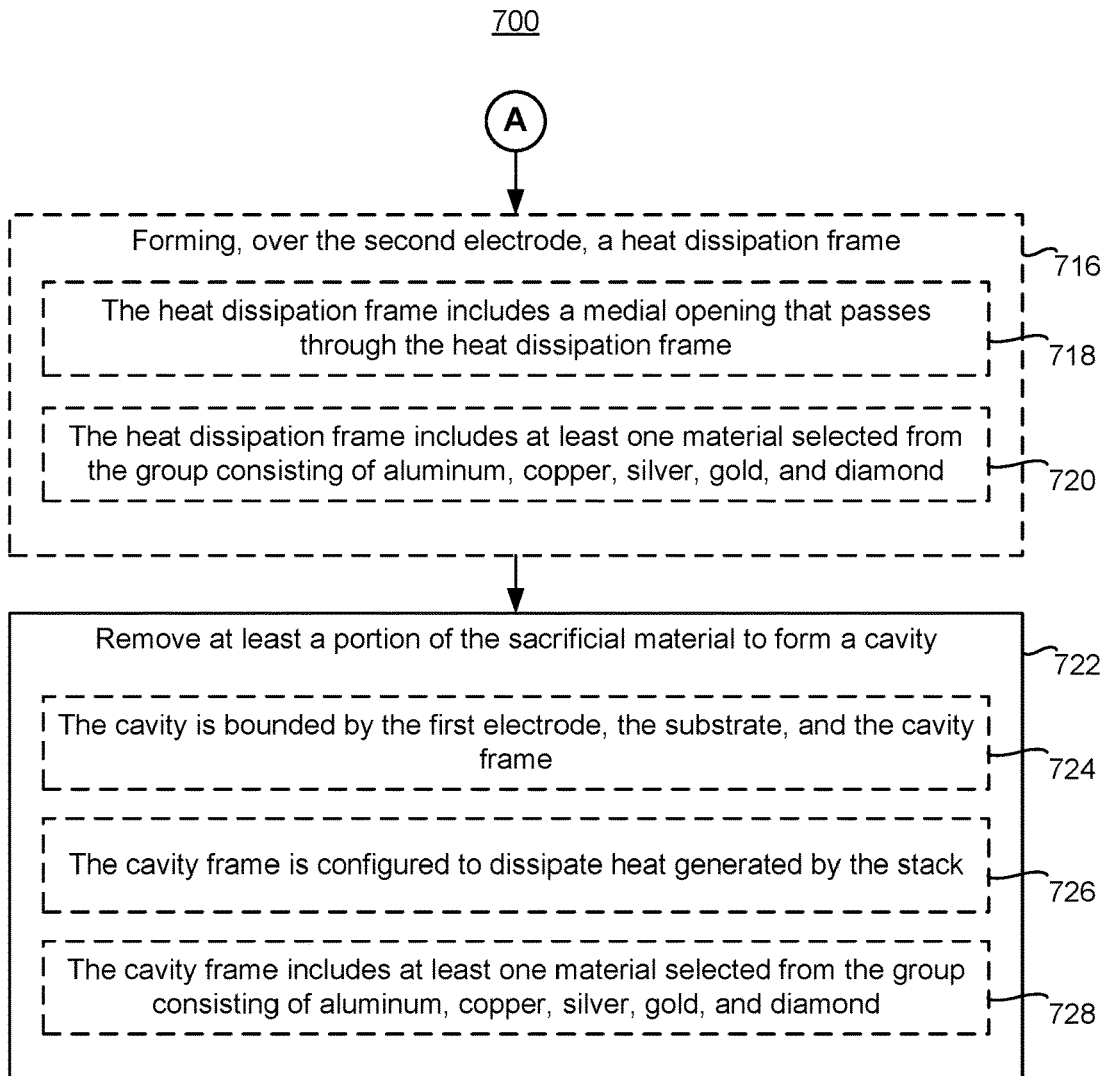 700
A
Forming, over the second electrode, a heat dissipation frame
716
The heat dissipation frame includes a medial opening that passes
through the heat dissipation frame
718
The heat dissipation frame includes at least one material selected from
the group consisting of aluminum, copper, silver, gold, and diamond
720
Remove at least a portion of the sacrificial material to form a cavity
722
The cavity is bounded by the first electrode, the substrate, and the cavity
frame
724
The cavity frame is configured to dissipate heat generated by the stack
726
The cavity frame includes at least one material selected from the group
consisting of aluminum, copper, silver, gold, and diamond
728